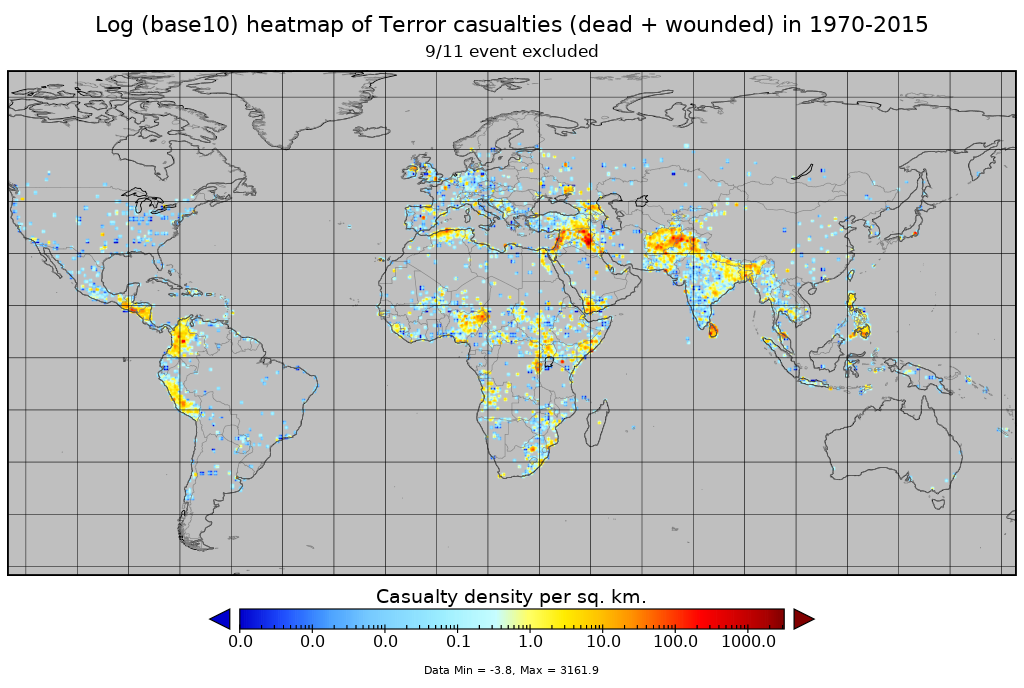 Log (base10) heatmap of Terror casualties (dead + wounded) in 1970-2015
9/11 event excluded
Casualty density per sq. km.
0.0 0.0 0.0 0.1 1.0 10.0 100.0 1000.0
Data Min = -3.8, Max = 3161.9